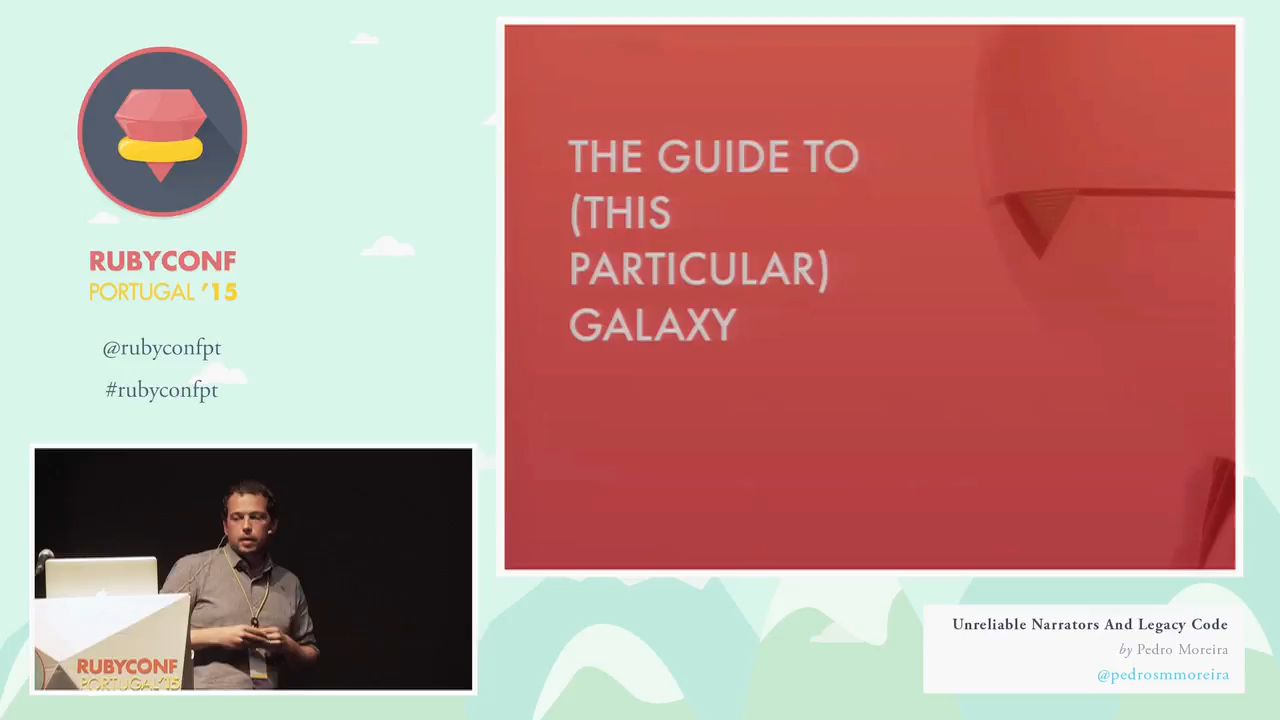 RUBYCONF
PORTUGAL '15
@rubyconfpt
#rubyconfpt
THE GUIDE TO
(THIS
PARTICULAR)
GALAXY
RUBYCONF
PORTUGAL'15
Unreliable Narrators And Legacy Code
by Pedro Moreira
@pedrosmmoreira